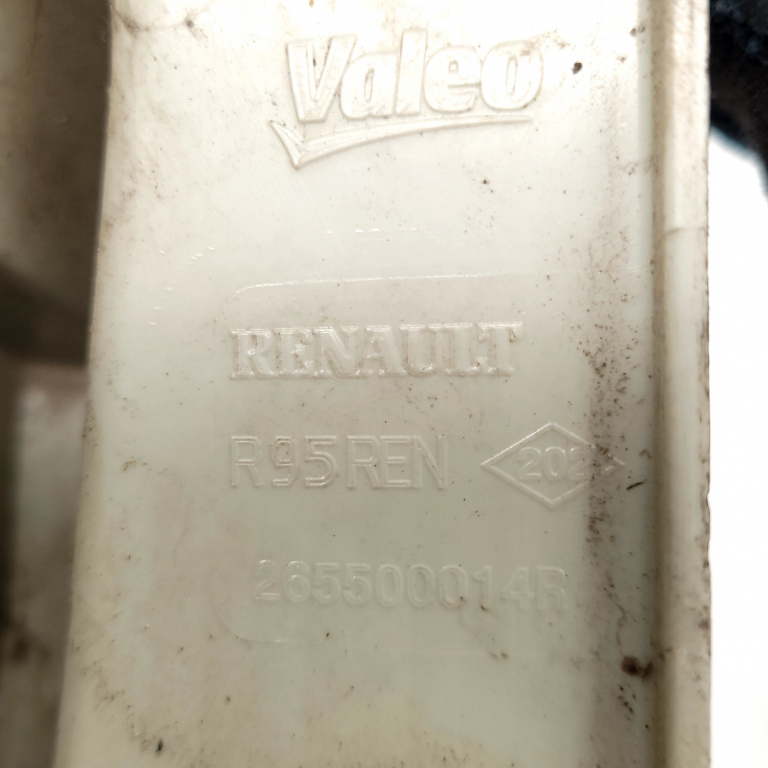 Valeo
RENAULT
R95REN 202
265500014R